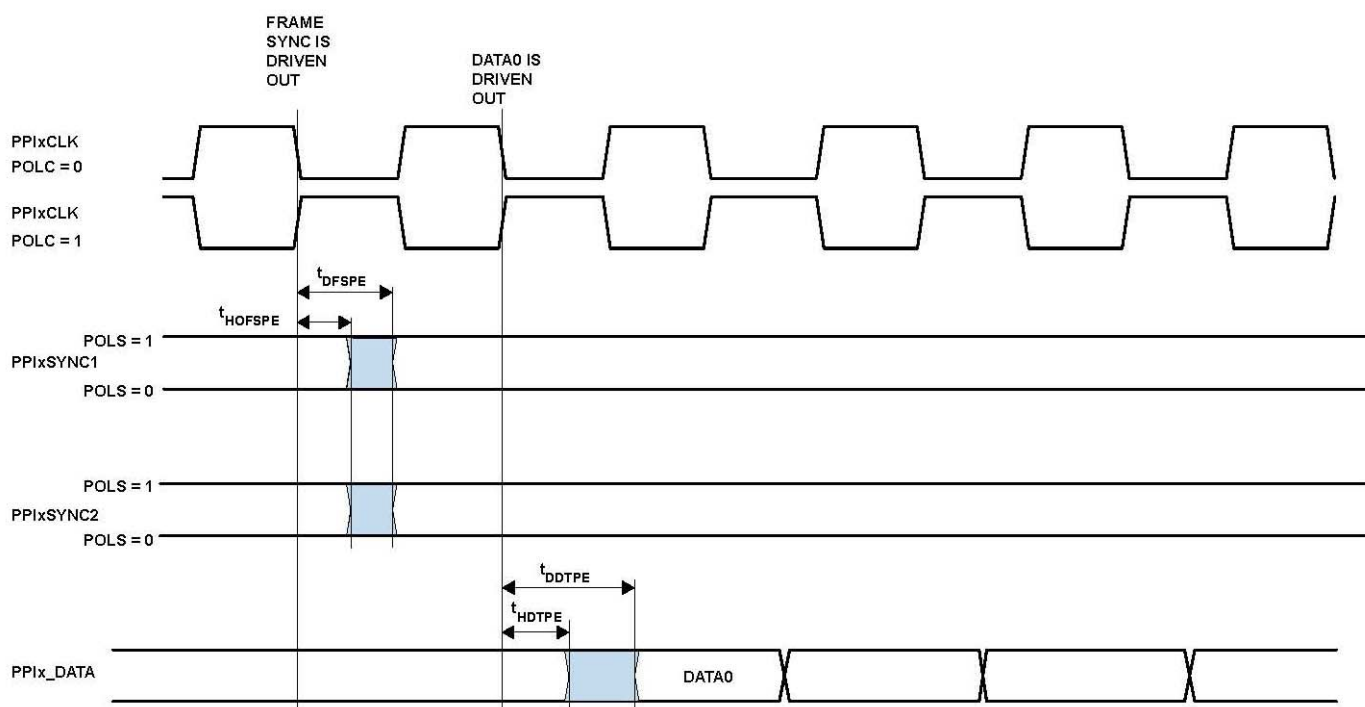 FRAME
SYNC IS
DRIVEN
OUT
DATA0 IS
DRIVEN
OUT
PPIxCLK
POLC = 0
PPIxCLK
POLC = 1
tDFSPE
tHOFSPE
POLS = 1
PPIxSYNC1
POLS = 0
POLS = 1
PPIxSYNC2
POLS = 0
tDDTPE
tHDTPE
PPIx_DATA
DATA0